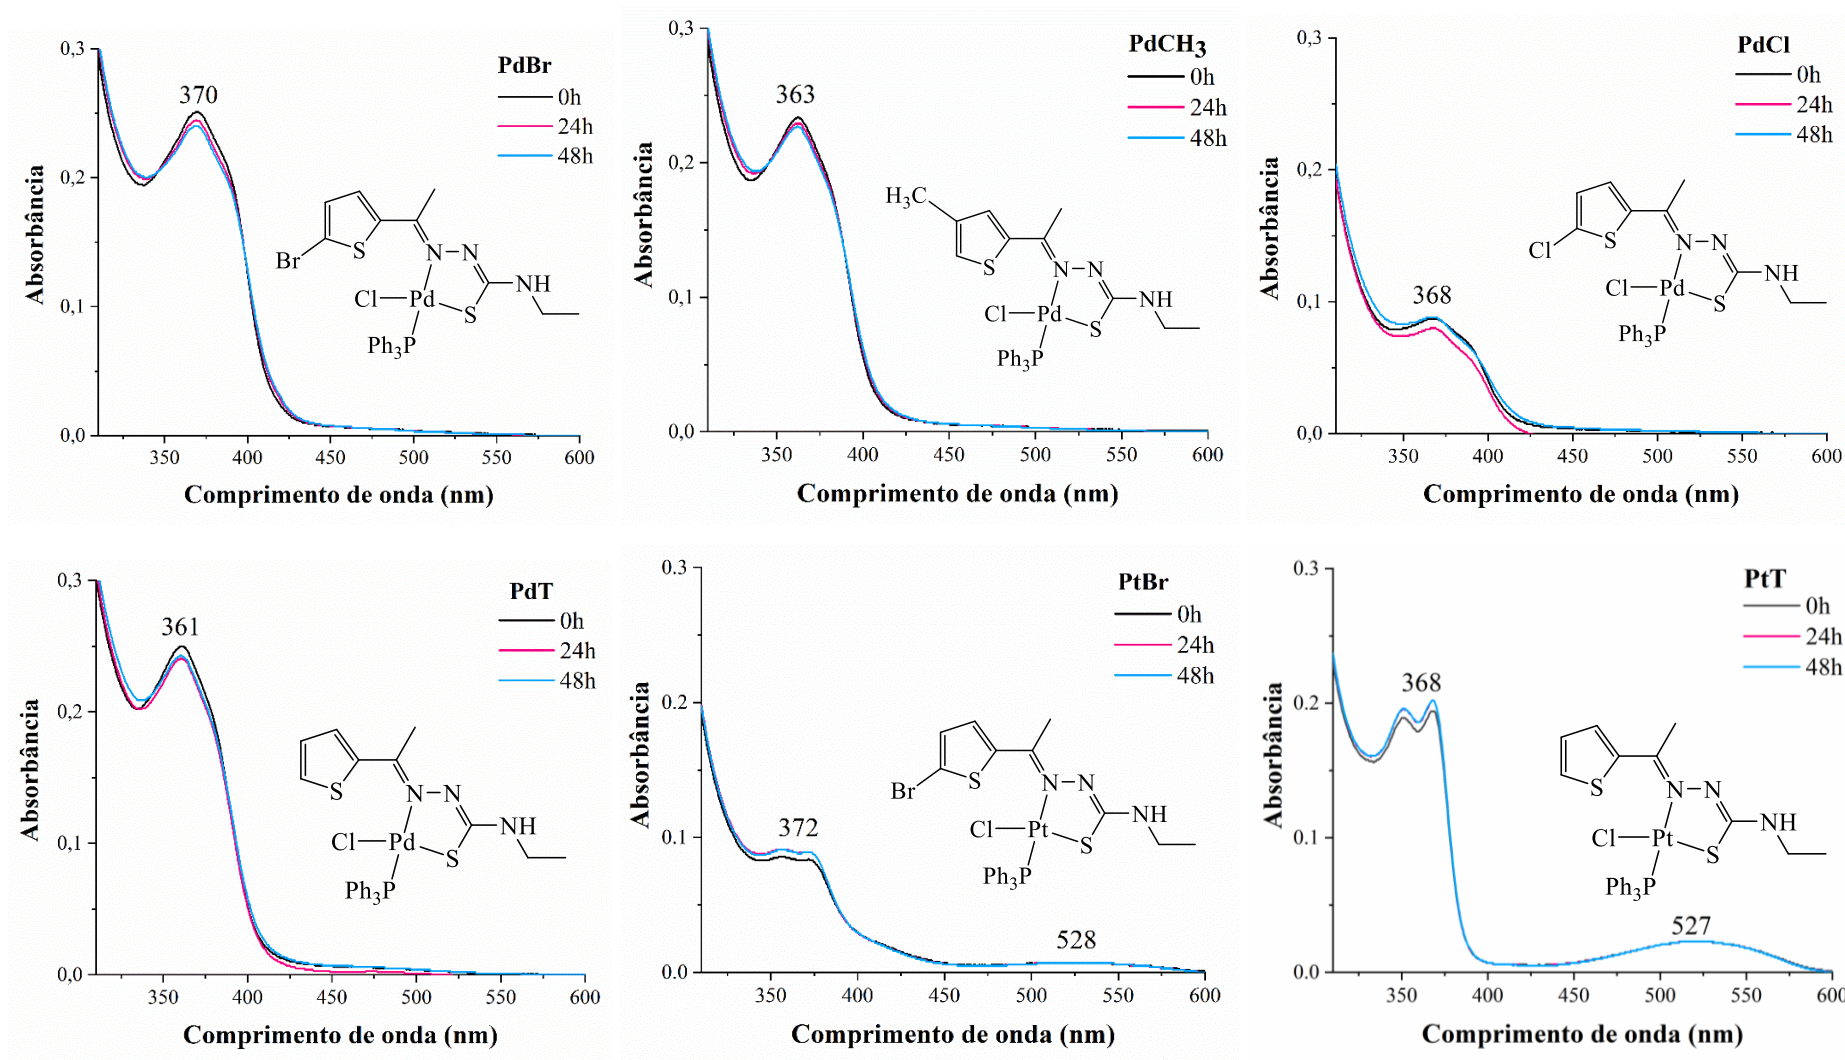 PdBr
0h
24h
48h
370
0,3
0,2
0,1
0,0
350 400 450 500 550 600
Absorbância
Comprimento de onda (nm)
Br
S
N N
NH
Cl Pd
S
Ph3P
PdCH3
0h
24h
48h
363
0,3
0,2
0,1
0,0
350 400 450 500 550 600
Absorbância
Comprimento de onda (nm)
H3C
S
N N
NH
Cl Pd
S
Ph3P
PdCl
0h
24h
48h
368
0,3
0,2
0,1
0,0
350 400 450 500 550 600
Absorbância
Comprimento de onda (nm)
Cl
S
N N
NH
Cl Pd
S
Ph3P
PdT
0h
24h
48h
361
0,3
0,2
0,1
0,0
350 400 450 500 550 600
Absorbância
Comprimento de onda (nm)
S
N N
NH
Cl Pd
S
Ph3P
PtBr
0h
24h
48h
372
528
0.3
0.2
0.1
0.0
350 400 450 500 550 600
Absorbância
Comprimento de onda (nm)
Br
S
N N
NH
Cl Pt
S
Ph3P
PtT
0h
24h
48h
368
527
0.3
0.2
0.1
0.0
350 400 450 500 550 600
Absorbância
Comprimento de onda (nm)
S
N N
NH
Cl Pt
S
Ph3P